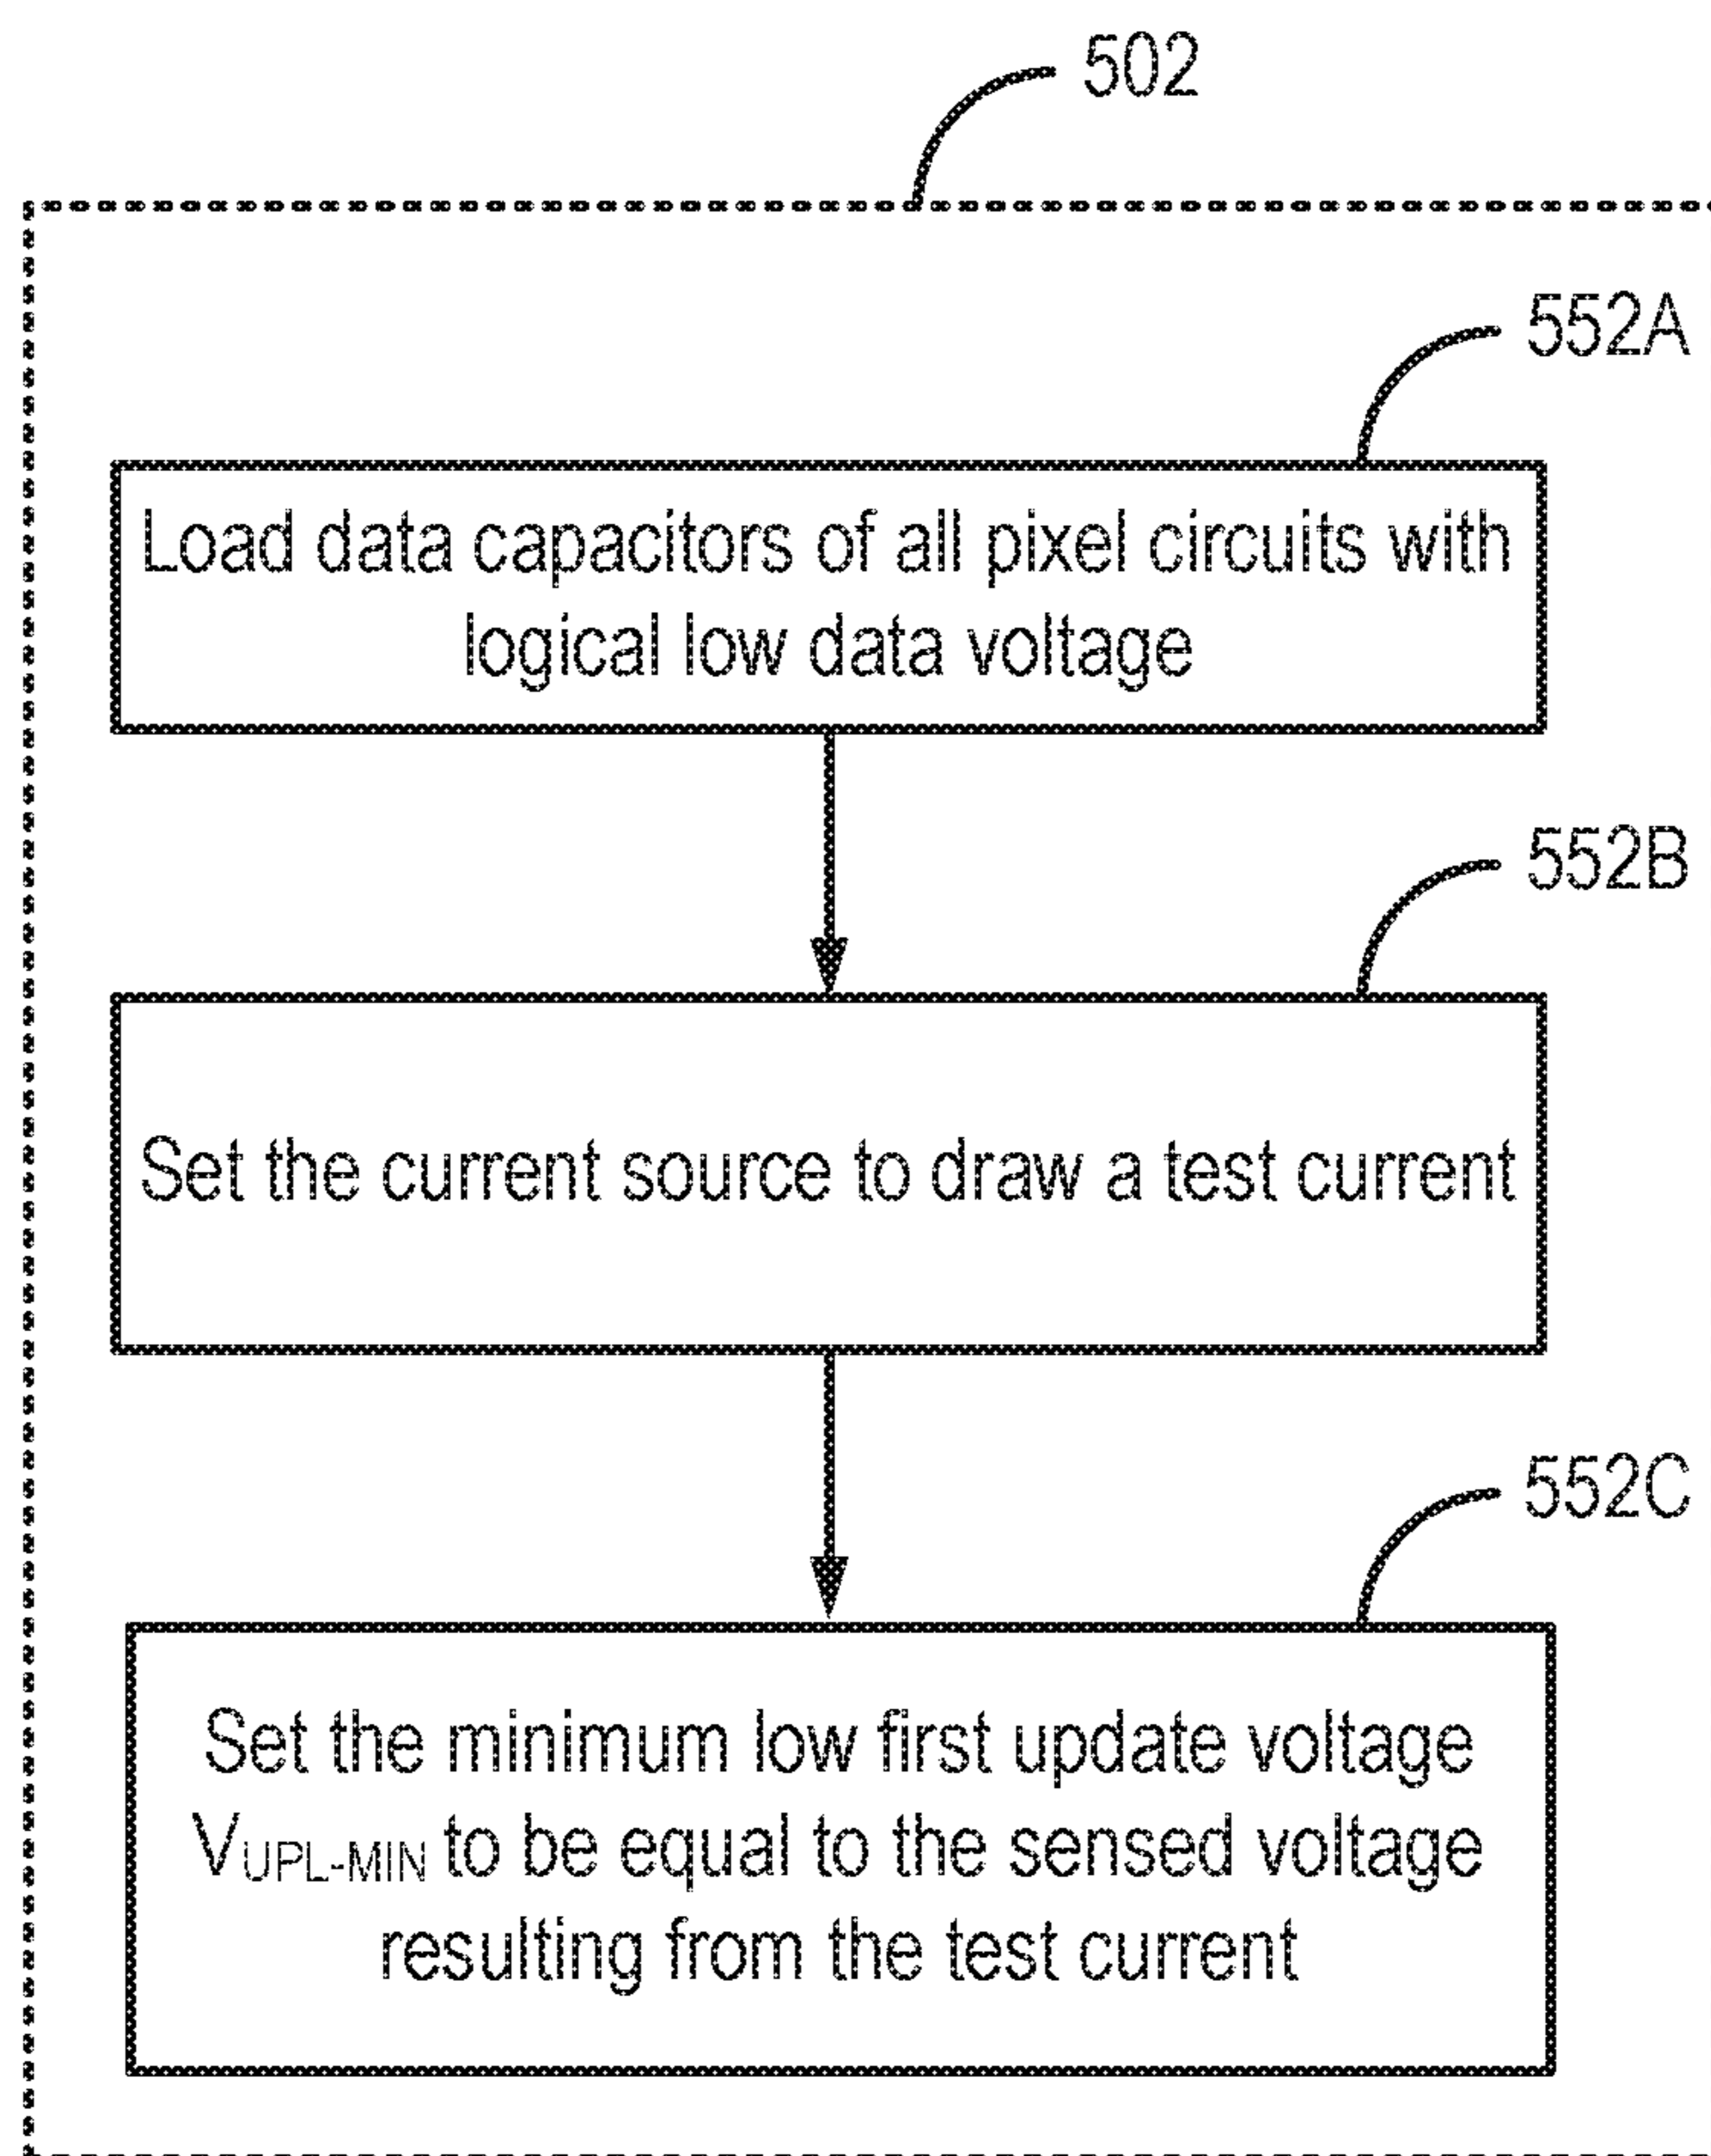 502
552A
Load data capacitors of all pixel circuits with
logical low data voltage
552B
Set the current source to draw a test current
552C
Set the minimum low first update voltage
VUPL-MIN to be equal to the sensed voltage
resulting from the test current